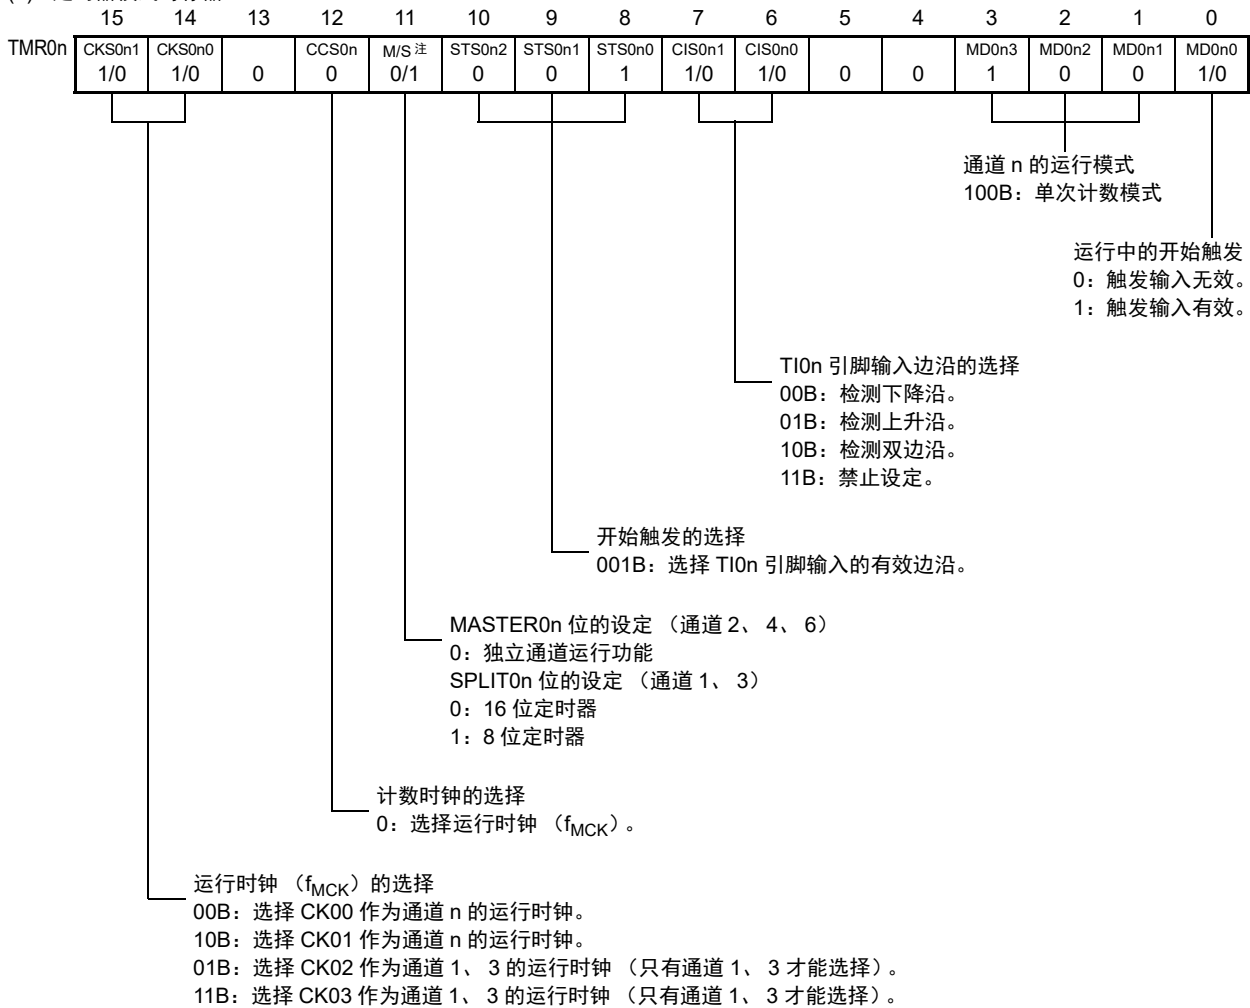 15 14 13 12 11 10 9 8 7 6 5 4 3 2 1 0
TMR0n CKS0n1 CKS0n0 CCS0n M/S 注 STS0n2 STS0n1 STS0n0 CIS0n1 CIS0n0 MD0n3 MD0n2 MD0n1 MD0n0
1/0 1/0 0 0 0/1 0 0 1 1/0 1/0 0 0 1 0 0 1/0
通道 n 的运行模式
100B：单次计数模式
运行中的开始触发
0：触发输入无效。
1：触发输入有效。
TI0n 引脚输入边沿的选择
00B：检测下降沿。
01B：检测上升沿。
10B：检测双边沿。
11B：禁止设定。
开始触发的选择
001B：选择 TI0n 引脚输入的有效边沿。
MASTER0n 位的设定 （通道 2、 4、 6）
0：独立通道运行功能
SPLIT0n 位的设定 （通道 1、 3）
0：16 位定时器
1：8 位定时器
计数时钟的选择
0：选择运行时钟 （fMCK）。
运行时钟 （fMCK）的选择
00B：选择 CK00 作为通道 n 的运行时钟。
10B：选择 CK01 作为通道 n 的运行时钟。
01B：选择 CK02 作为通道 1、 3 的运行时钟 （只有通道 1、 3 才能选择）。
11B：选择 CK03 作为通道 1、 3 的运行时钟 （只有通道 1、 3 才能选择）。